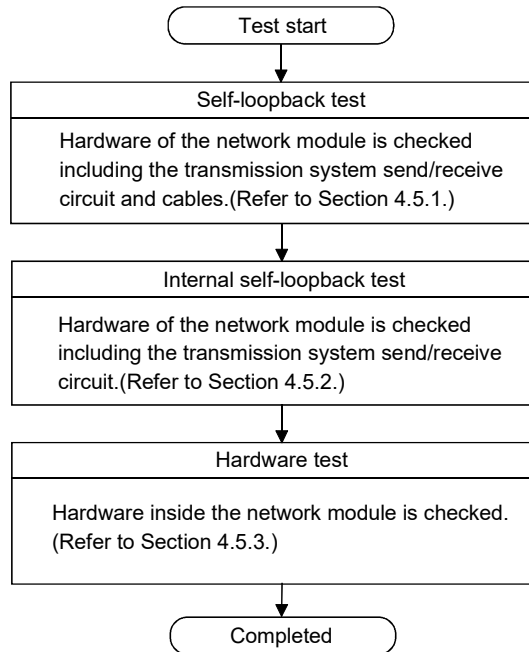 Test start
Self-loopback test
Hardware of the network module is checked
including the transmission system send/receive
circuit and cables.(Refer to Section 4.5.1.)
Internal self-loopback test
Hardware of the network module is checked
including the transmission system send/receive
circuit.(Refer to Section 4.5.2.)
Hardware test
Hardware inside the network module is checked.
(Refer to Section 4.5.3.)
Completed